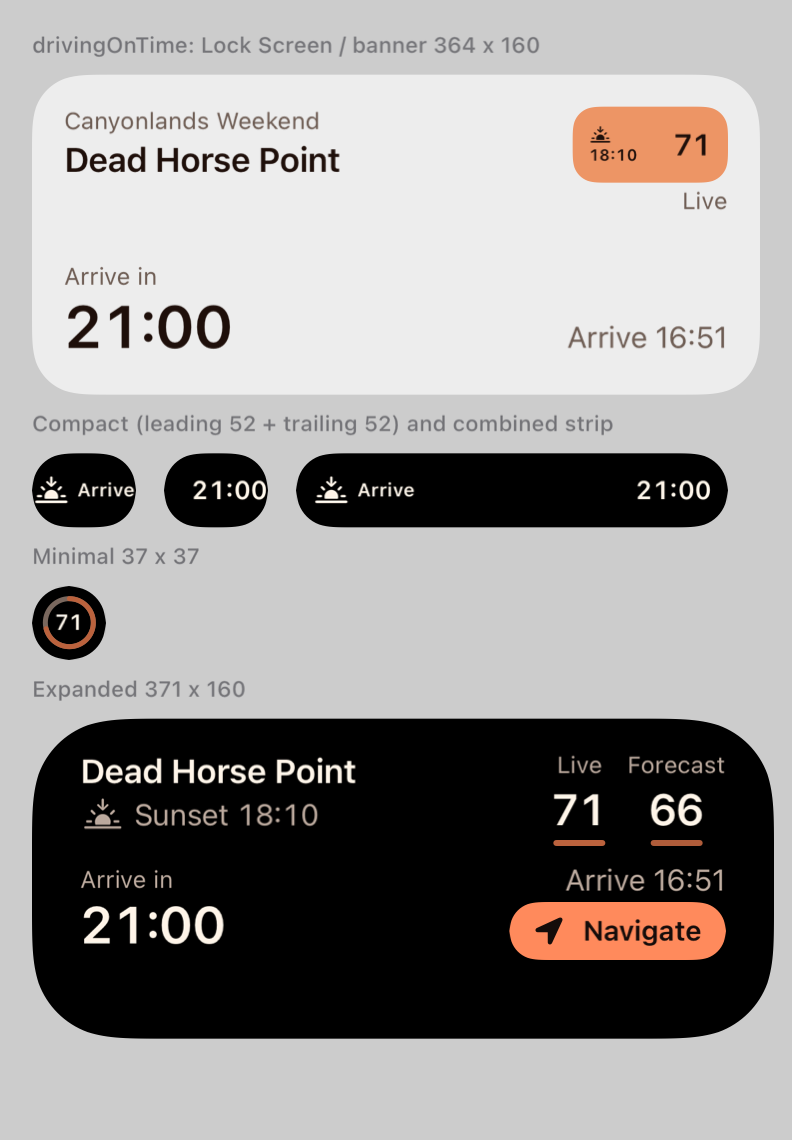 drivingOnTime: Lock Screen / banner 364 x 160
Canyonlands Weekend
Dead Horse Point
18:10
71
Live
Arrive in
21:00
Arrive 16:51
Compact (leading 52 + trailing 52) and combined strip
Arrive
21:00
Arrive
21:00
Minimal 37 x 37
71
Expanded 371 x 160
Dead Horse Point
Sunset 18:10
Live Forecast
71 66
Arrive in
21:00
Arrive 16:51
Navigate